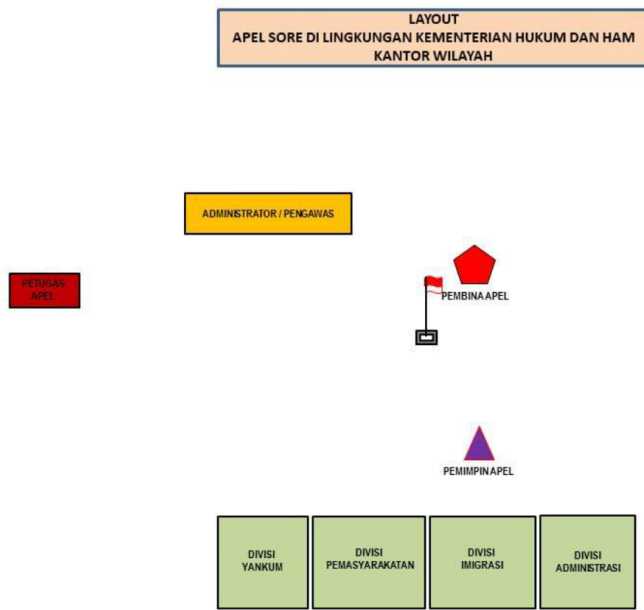 LAYOUT
APEL SORE DI LINGKUNGAN KEMENTERIAN HUKUM DAN HAM
KANTOR WILAYAH
ADMINISTRATOR / PENGAWAS
PETUGAS
APEL
PEMBINA APEL
PEMIMPIN APEL
DIVISI
YANKUM
DIVISI
PEMASYARAKATAN
DIVISI
IMIGRASI
DIVISI
ADMINISTRASI